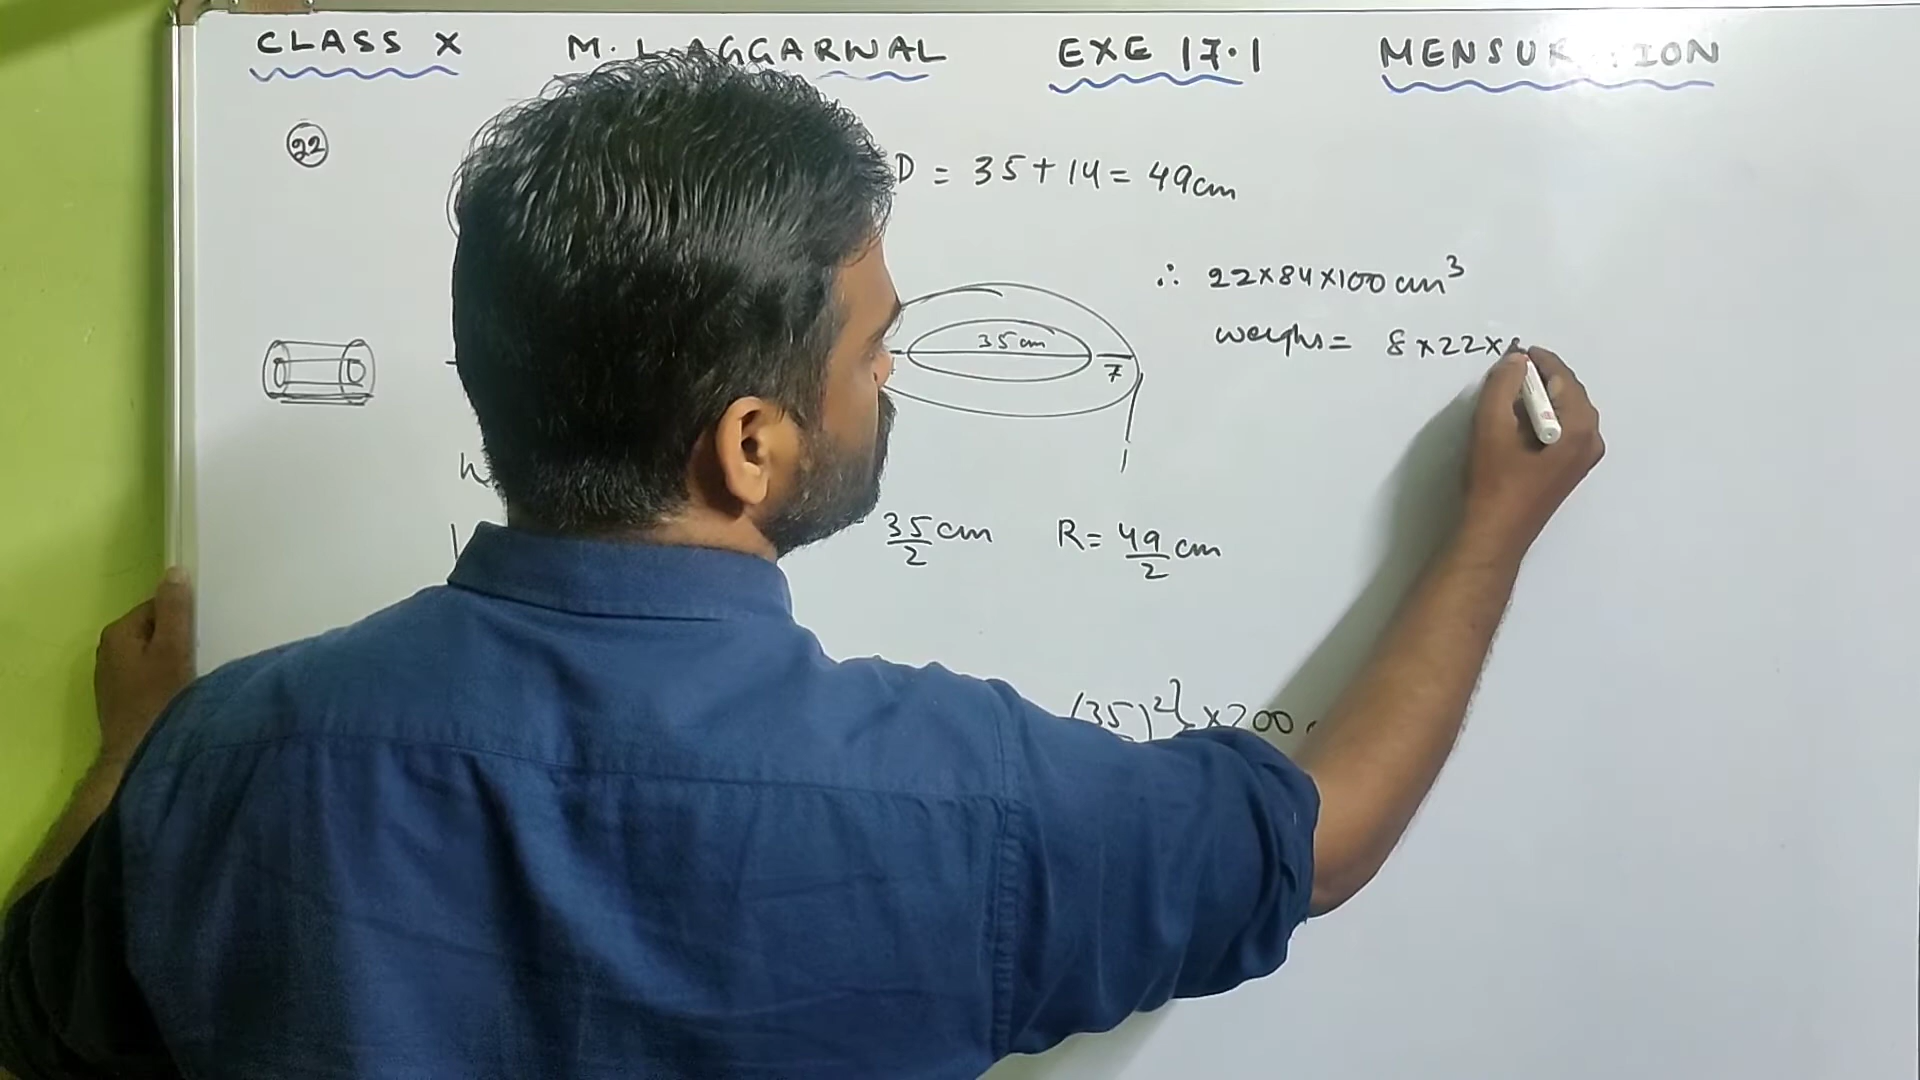 CLASS X M. L. AGGARWAL EXE 17.1 MENSURATION
22
D = 35+14 = 49cm
∴ 22×84×100 cm³
35cm
7
weight = 8×22×
35/2 cm R = 49/2 cm
(35)²} ×200